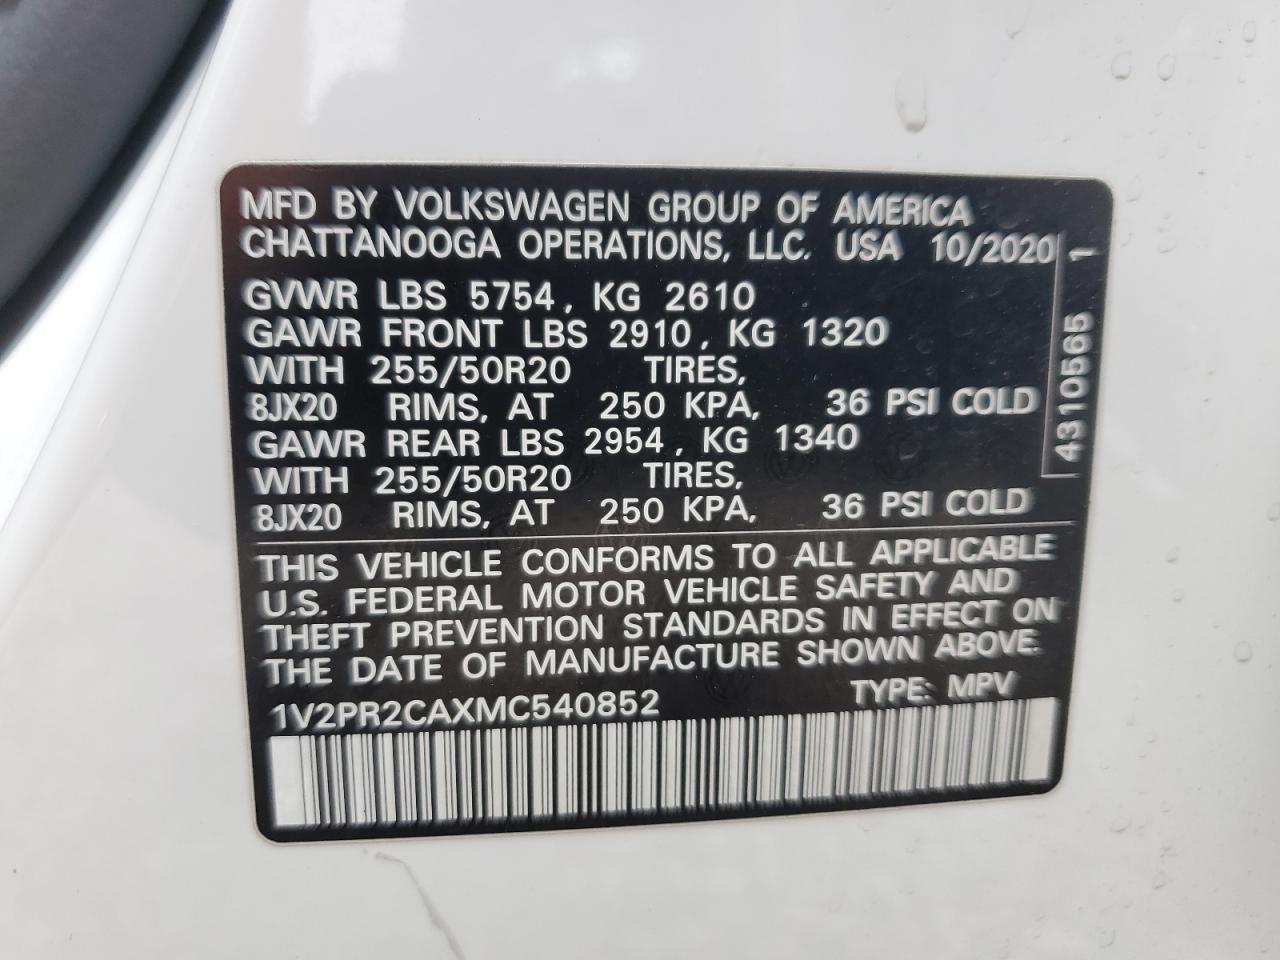 MFD BY VOLKSWAGEN GROUP OF AMERICA
CHATTANOOGA OPERATIONS, LLC. USA 10/2020
GVWR LBS 5754, KG 2610
GAWR FRONT LBS 2910, KG 1320
WITH 255/50R20 TIRES,
8JX20 RIMS, AT 250 KPA, 36 PSI COLD
GAWR REAR LBS 2954, KG 1340
WITH 255/50R20 TIRES,
8JX20 RIMS, AT 250 KPA, 36 PSI COLD
4310565 1
THIS VEHICLE CONFORMS TO ALL APPLICABLE
U.S. FEDERAL MOTOR VEHICLE SAFETY AND
THEFT PREVENTION STANDARDS IN EFFECT ON
THE DATE OF MANUFACTURE SHOWN ABOVE.
1V2PR2CAXMC540852 TYPE: MPV